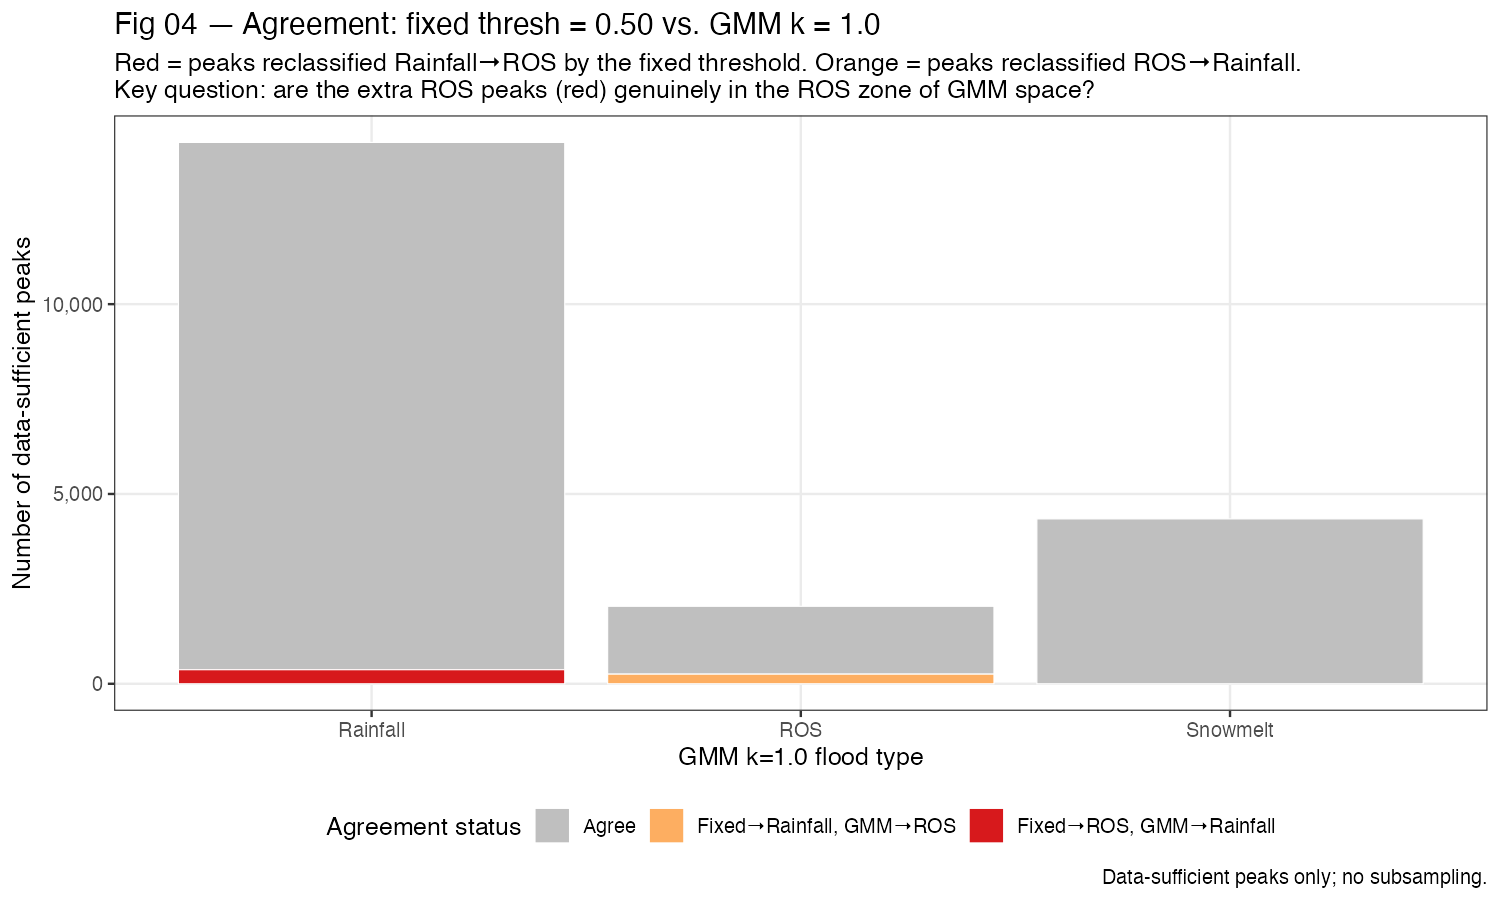 Fig 04 — Agreement: fixed thresh = 0.50 vs. GMM k = 1.0
Red = peaks reclassified Rainfall→ROS by the fixed threshold. Orange = peaks reclassified ROS→Rainfall.
Key question: are the extra ROS peaks (red) genuinely in the ROS zone of GMM space?
Number of data-sufficient peaks
10,000
5,000
0
Rainfall
ROS
Snowmelt
GMM k=1.0 flood type
Agreement status
Agree
Fixed→Rainfall, GMM→ROS
Fixed→ROS, GMM→Rainfall
Data-sufficient peaks only; no subsampling.